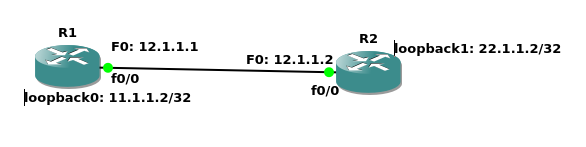 R1
F0: 12.1.1.1
f0/0
loopback0: 11.1.1.2/32
R2
loopback1: 22.1.1.2/32
F0: 12.1.1.2
f0/0